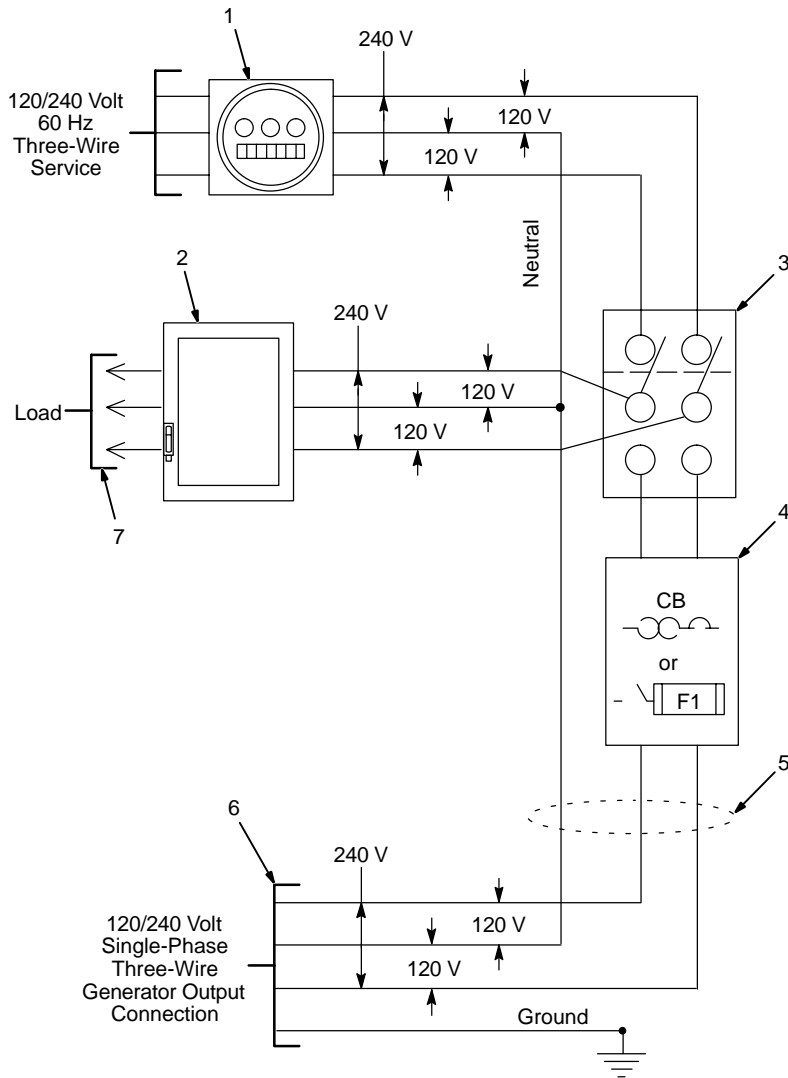 1
240 V
120/240 Volt
60 Hz
Three-Wire
Service
120 V
120 V
Neutral
2
3
240 V
Load
120 V
120 V
7
4
CB
or
F1
5
6
240 V
120/240 Volt
Single-Phase
Three-Wire
Generator Output
Connection
120 V
120 V
Ground